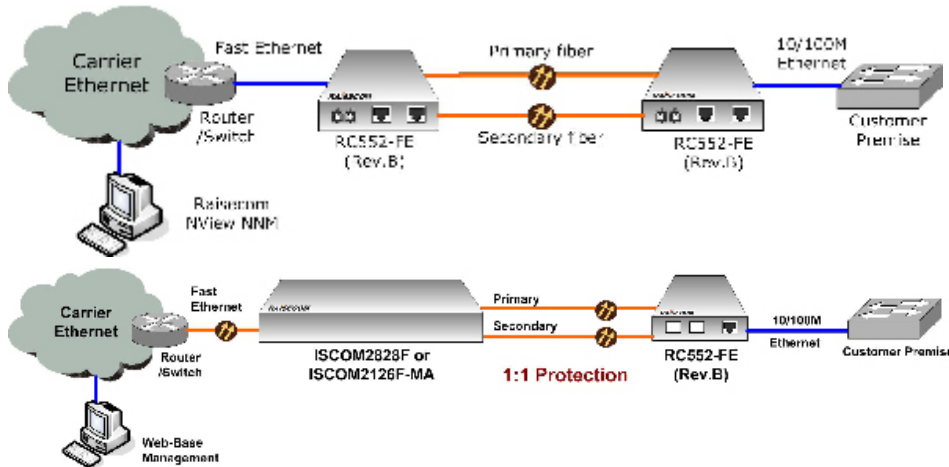 Carrier
Ethernet
Fast Ethernet
Router
/Switch
Raisecom
NView NNM
RAISECOM
RC552-FE
(Rev.B)
Primary fiber
Secondary fiber
RC552-FE
(Rev.B)
10/100M
Ethernet
Customer
Premise
Carrier
Ethernet
Fast
Ethernet
Router
/Switch
Web-Base
Management
RAISECOM
ISCOM2828F or
ISCOM2126F-MA
Primary
Secondary
1:1 Protection
RC552-FE
(Rev.B)
10/100M
Ethernet
Customer Premise